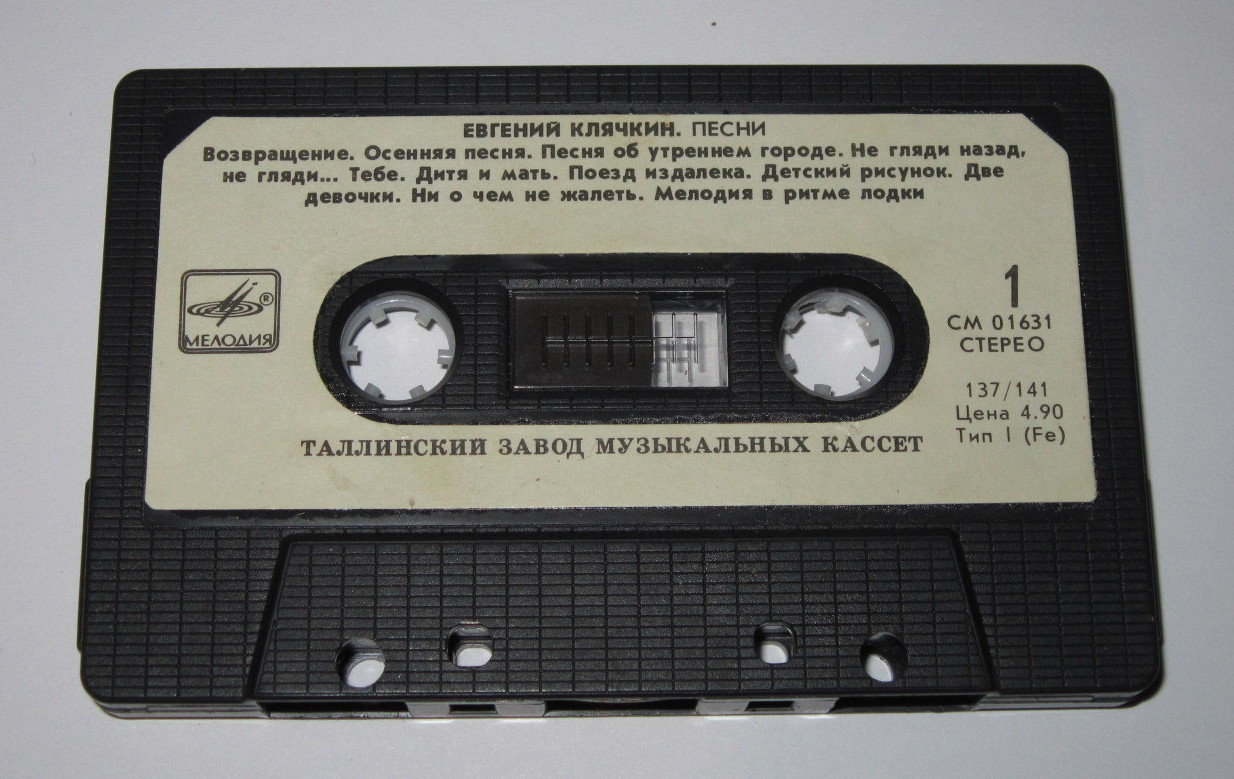 ЕВГЕНИЙ КЛЯЧКИН. ПЕСНИ
Возвращение. Осенняя песня. Песня об утреннем городе. Не гляди назад,
не гляди... Тебе. Дитя и мать. Поезд издалека. Детский рисунок. Две
девочки. Ни о чем не жалеть. Мелодия в ритме лодки
®
МЕЛОДИЯ
1
СМ 01631
СТЕРЕО
137/141
Цена 4.90
Тип I (Fe)
ТАЛЛИНСКИЙ ЗАВОД МУЗЫКАЛЬНЫХ КАССЕТ